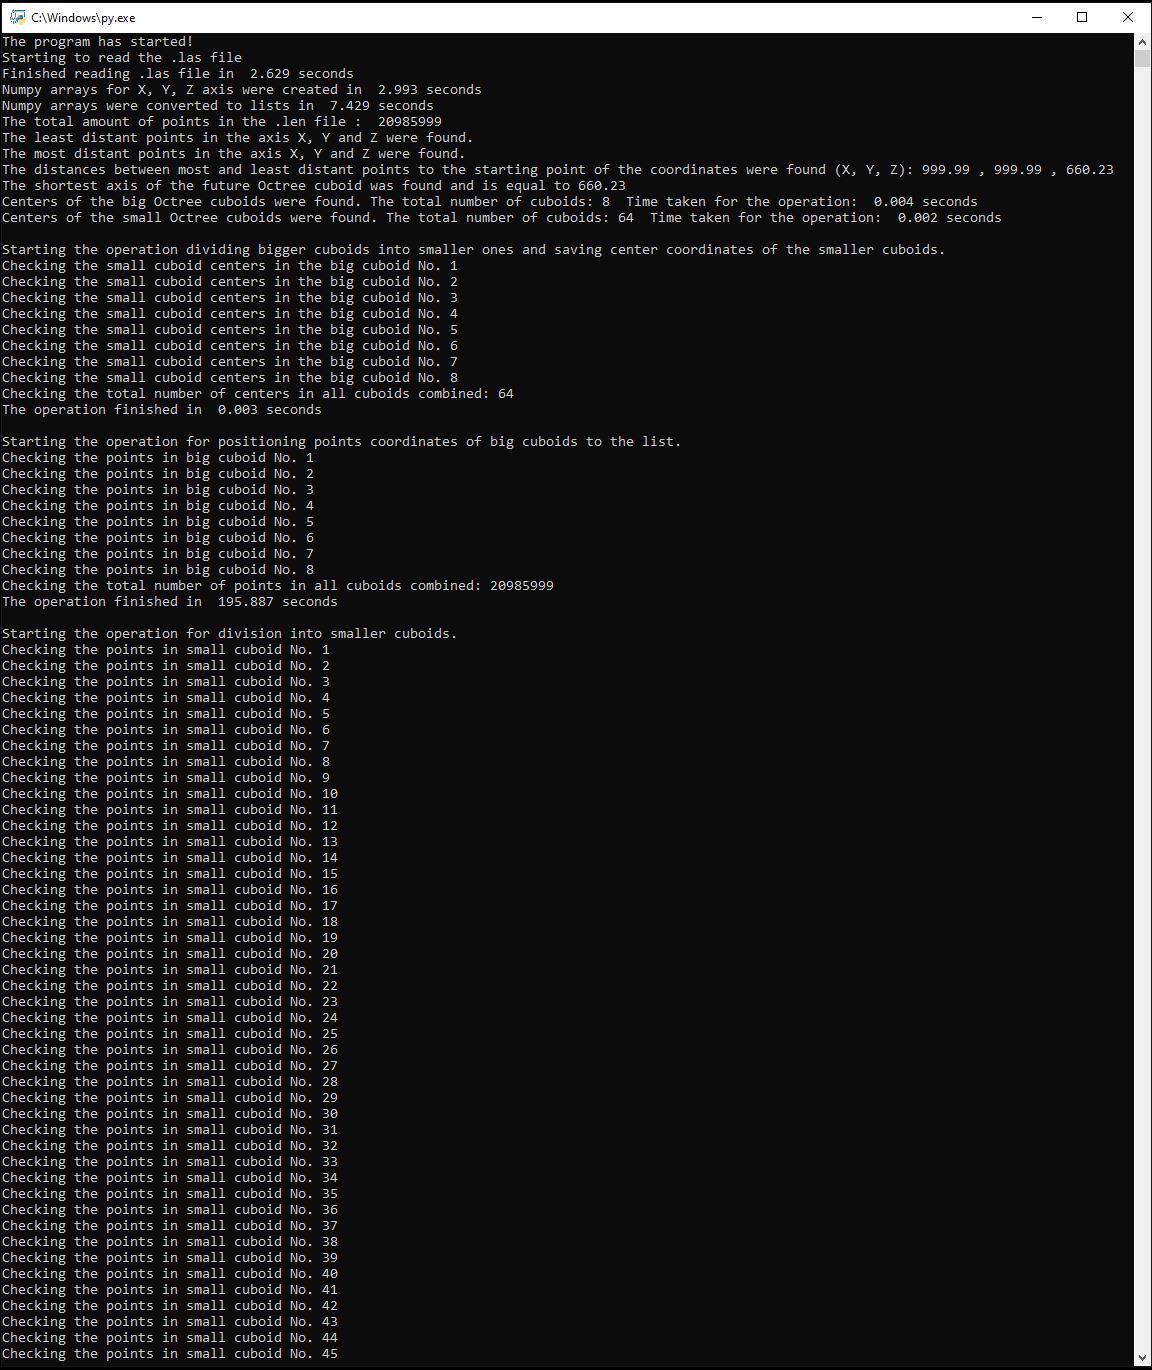 C:\Windows\py.exe
The program has started!
Starting to read the .las file
Finished reading .las file in  2.629 seconds
Numpy arrays for X, Y, Z axis were created in  2.993 seconds
Numpy arrays were converted to lists in  7.429 seconds
The total amount of points in the .len file :  20985999
The least distant points in the axis X, Y and Z were found.
The most distant points in the axis X, Y and Z were found.
The distances between most and least distant points to the starting point of the coordinates were found (X, Y, Z): 999.99 , 999.99 , 660.23
The shortest axis of the future Octree cuboid was found and is equal to 660.23
Centers of the big Octree cuboids were found. The total number of cuboids: 8  Time taken for the operation:  0.004 seconds
Centers of the small Octree cuboids were found. The total number of cuboids: 64  Time taken for the operation:  0.002 seconds
Starting the operation dividing bigger cuboids into smaller ones and saving center coordinates of the smaller cuboids.
Checking the small cuboid centers in the big cuboid No. 1
Checking the small cuboid centers in the big cuboid No. 2
Checking the small cuboid centers in the big cuboid No. 3
Checking the small cuboid centers in the big cuboid No. 4
Checking the small cuboid centers in the big cuboid No. 5
Checking the small cuboid centers in the big cuboid No. 6
Checking the small cuboid centers in the big cuboid No. 7
Checking the small cuboid centers in the big cuboid No. 8
Checking the total number of centers in all cuboids combined: 64
The operation finished in  0.003 seconds
Starting the operation for positioning points coordinates of big cuboids to the list.
Checking the points in big cuboid No. 1
Checking the points in big cuboid No. 2
Checking the points in big cuboid No. 3
Checking the points in big cuboid No. 4
Checking the points in big cuboid No. 5
Checking the points in big cuboid No. 6
Checking the points in big cuboid No. 7
Checking the points in big cuboid No. 8
Checking the total number of points in all cuboids combined: 20985999
The operation finished in  195.887 seconds
Starting the operation for division into smaller cuboids.
Checking the points in small cuboid No. 1
Checking the points in small cuboid No. 2
Checking the points in small cuboid No. 3
Checking the points in small cuboid No. 4
Checking the points in small cuboid No. 5
Checking the points in small cuboid No. 6
Checking the points in small cuboid No. 7
Checking the points in small cuboid No. 8
Checking the points in small cuboid No. 9
Checking the points in small cuboid No. 10
Checking the points in small cuboid No. 11
Checking the points in small cuboid No. 12
Checking the points in small cuboid No. 13
Checking the points in small cuboid No. 14
Checking the points in small cuboid No. 15
Checking the points in small cuboid No. 16
Checking the points in small cuboid No. 17
Checking the points in small cuboid No. 18
Checking the points in small cuboid No. 19
Checking the points in small cuboid No. 20
Checking the points in small cuboid No. 21
Checking the points in small cuboid No. 22
Checking the points in small cuboid No. 23
Checking the points in small cuboid No. 24
Checking the points in small cuboid No. 25
Checking the points in small cuboid No. 26
Checking the points in small cuboid No. 27
Checking the points in small cuboid No. 28
Checking the points in small cuboid No. 29
Checking the points in small cuboid No. 30
Checking the points in small cuboid No. 31
Checking the points in small cuboid No. 32
Checking the points in small cuboid No. 33
Checking the points in small cuboid No. 34
Checking the points in small cuboid No. 35
Checking the points in small cuboid No. 36
Checking the points in small cuboid No. 37
Checking the points in small cuboid No. 38
Checking the points in small cuboid No. 39
Checking the points in small cuboid No. 40
Checking the points in small cuboid No. 41
Checking the points in small cuboid No. 42
Checking the points in small cuboid No. 43
Checking the points in small cuboid No. 44
Checking the points in small cuboid No. 45